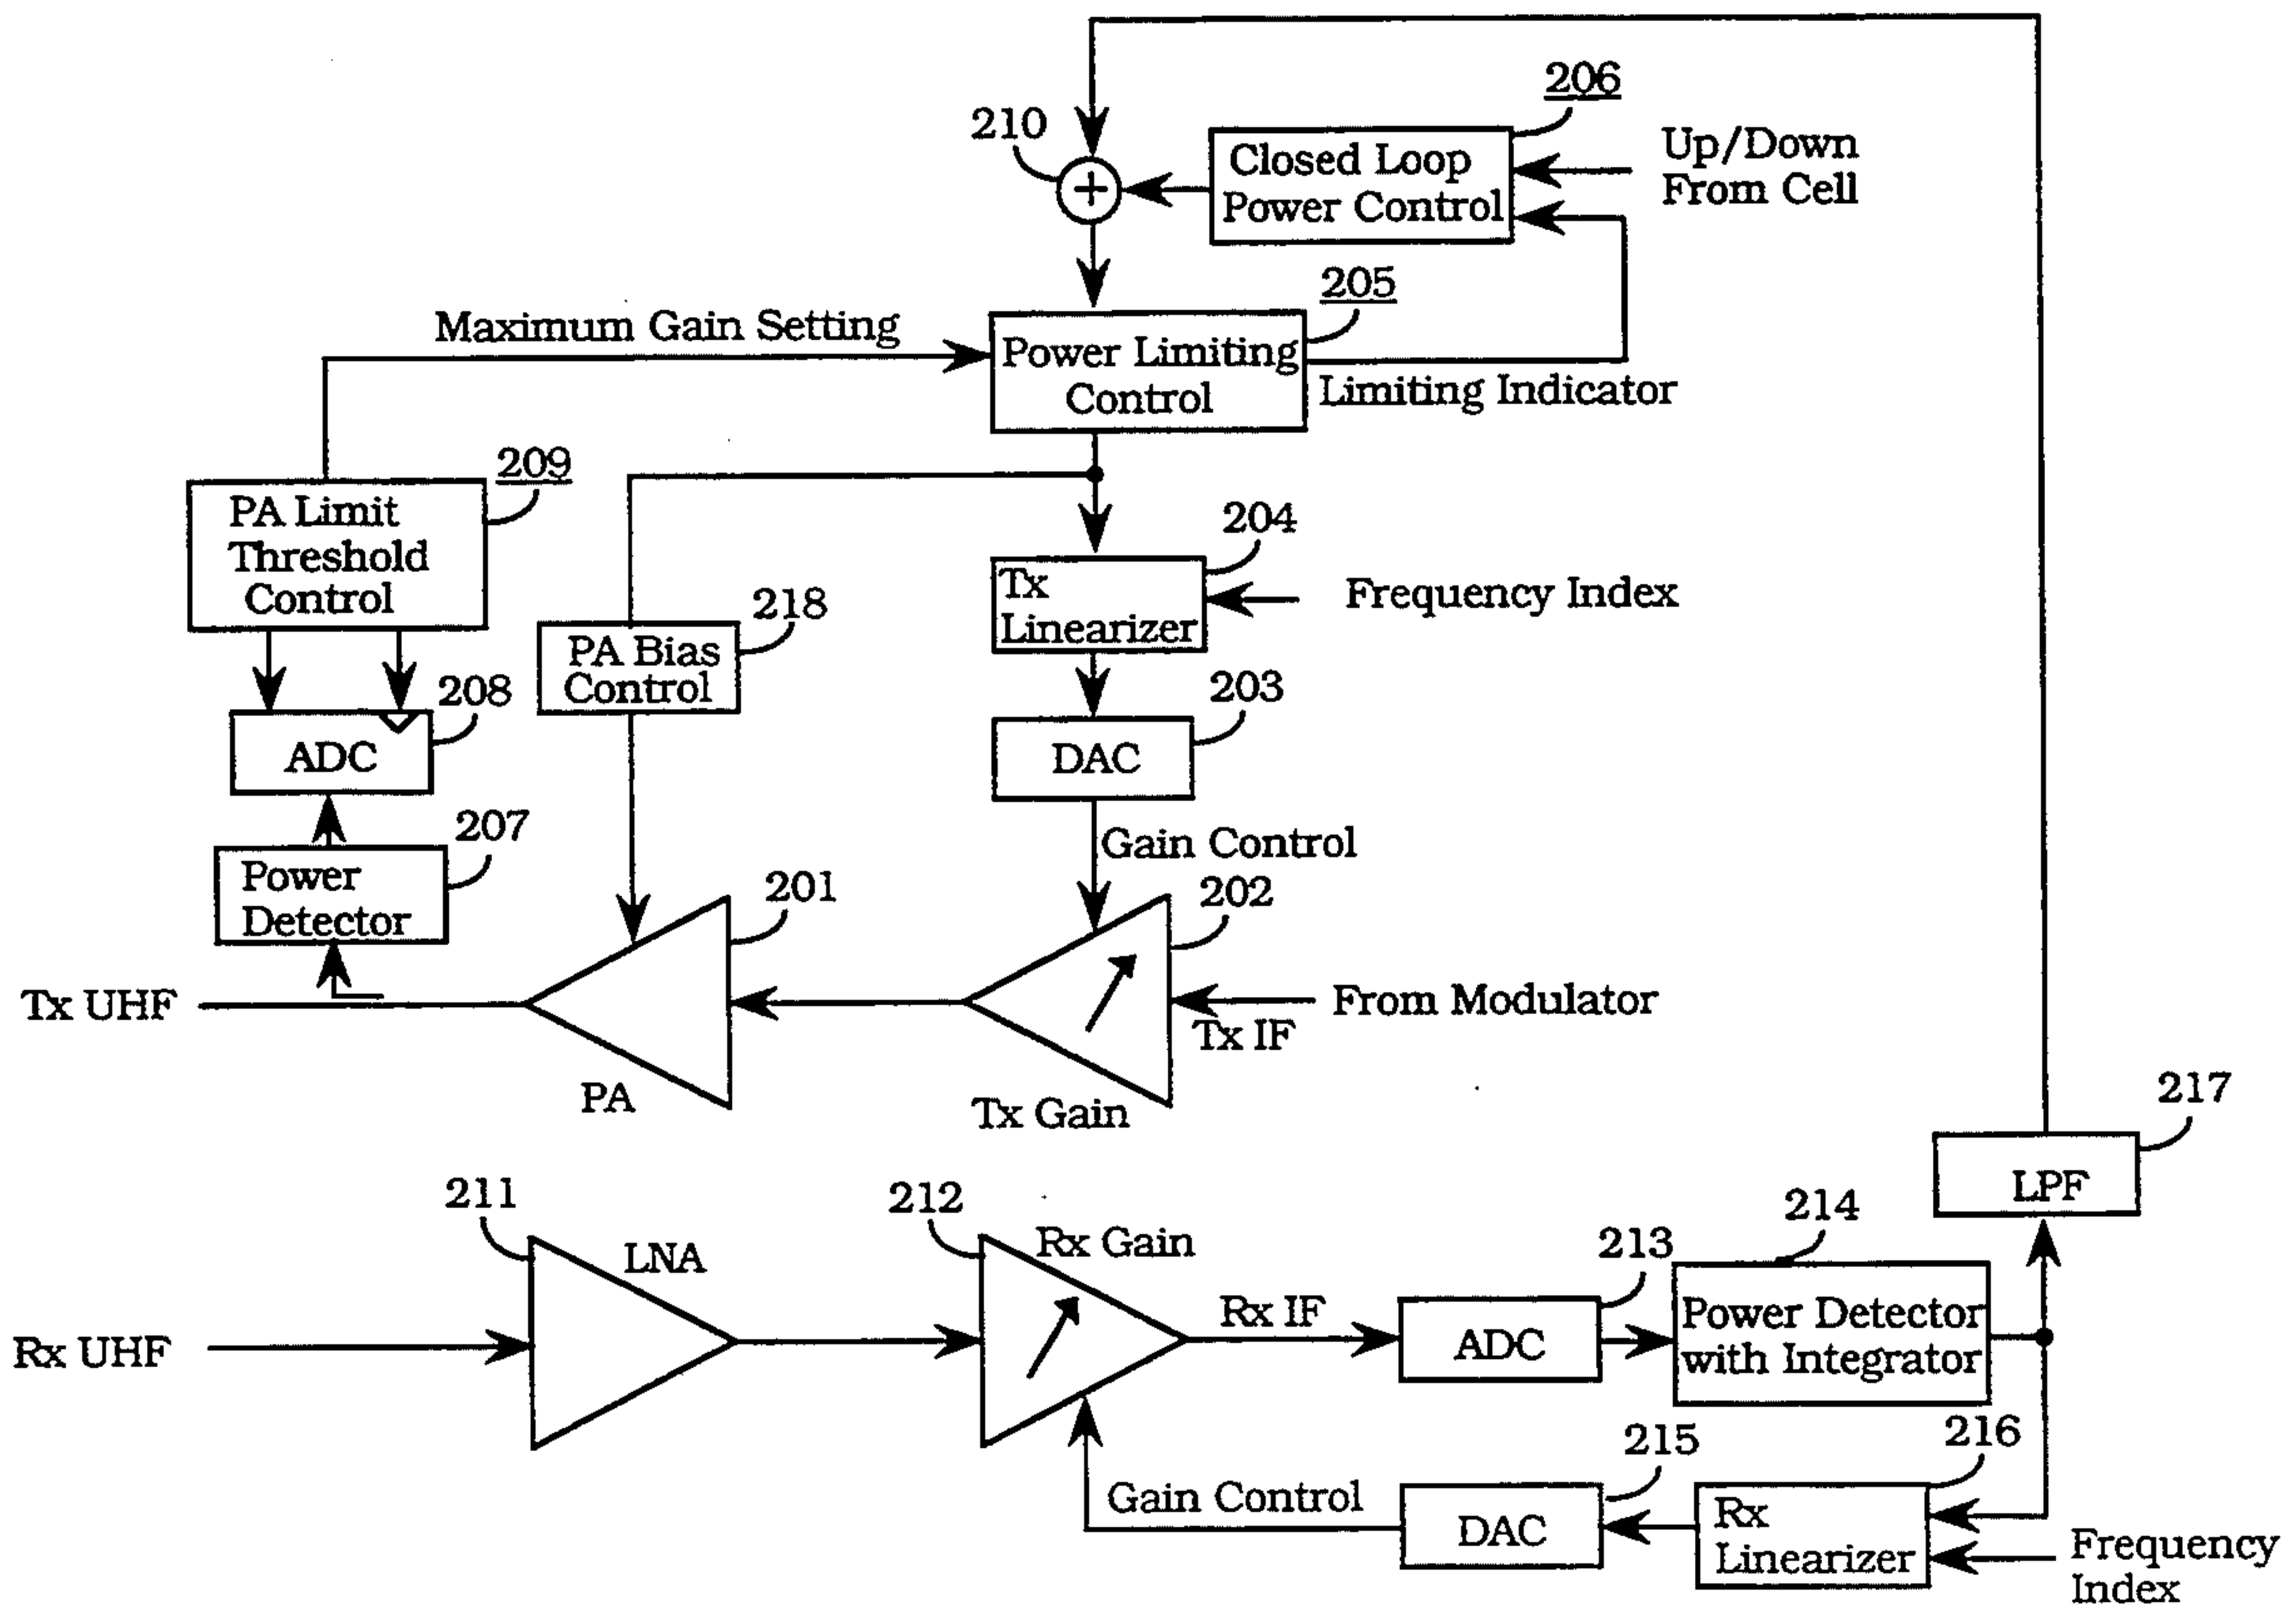 206
210
Closed Loop
Power Control
Up/Down
From Cell
+
205
Maximum Gain Setting
Power Limiting
Control
Limiting Indicator
209
PA Limit
Threshold
Control
204
Tx
Linearizer
Frequency Index
218
PA Bias
Control
208
ADC
203
DAC
207
Power
Detector
Gain Control
201
202
Tx UHF
From Modulator
Tx IF
PA
Tx Gain
217
LPF
211
LNA
212
Rx Gain
214
213
Rx UHF
Rx IF
ADC
Power Detector
with Integrator
216
215
Gain Control
DAC
Rx
Linearizer
Frequency
Index